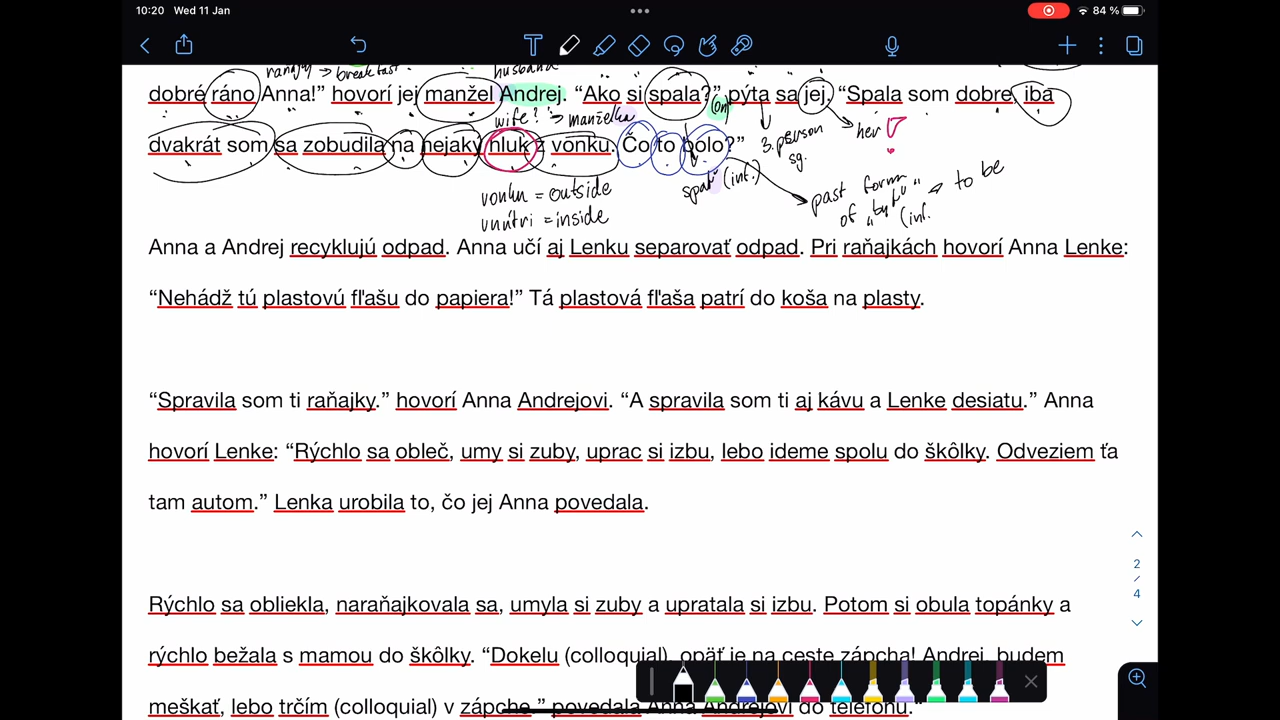 10:20 Wed 11 Jan
84 %
raňajky → breakfast husband
dobré ráno Anna!” hovorí jej manžel Andrej. “Ako si spala?” pýta sa jej. “Spala som dobre, iba
wife? → manželka (on) 3. person sg. her
dvakrát som sa zobudila na nejaký hluk z vonku. Čo to bolo?”
spať (inf.) past form of "byť" (inf. → to be
vonku = outside
vnútri = inside
Anna a Andrej recyklujú odpad. Anna učí aj Lenku separovať odpad. Pri raňajkách hovorí Anna Lenke:
“Nehádž tú plastovú fľašu do papiera!” Tá plastová fľaša patrí do koša na plasty.
“Spravila som ti raňajky.” hovorí Anna Andrejovi. “A spravila som ti aj kávu a Lenke desiatu.” Anna
hovorí Lenke: “Rýchlo sa obleč, umy si zuby, uprac si izbu, lebo ideme spolu do škôlky. Odveziem ťa
tam autom.” Lenka urobila to, čo jej Anna povedala.
2
/
4
Rýchlo sa obliekla, naraňajkovala sa, umyla si zuby a upratala si izbu. Potom si obula topánky a
rýchlo bežala s mamou do škôlky. “Dokelu (colloquial), opäť je na ceste zápcha! Andrej, budem
meškať, lebo trčím (colloquial) v zápche.” povedala Anna Andrejovi do telefónu.”